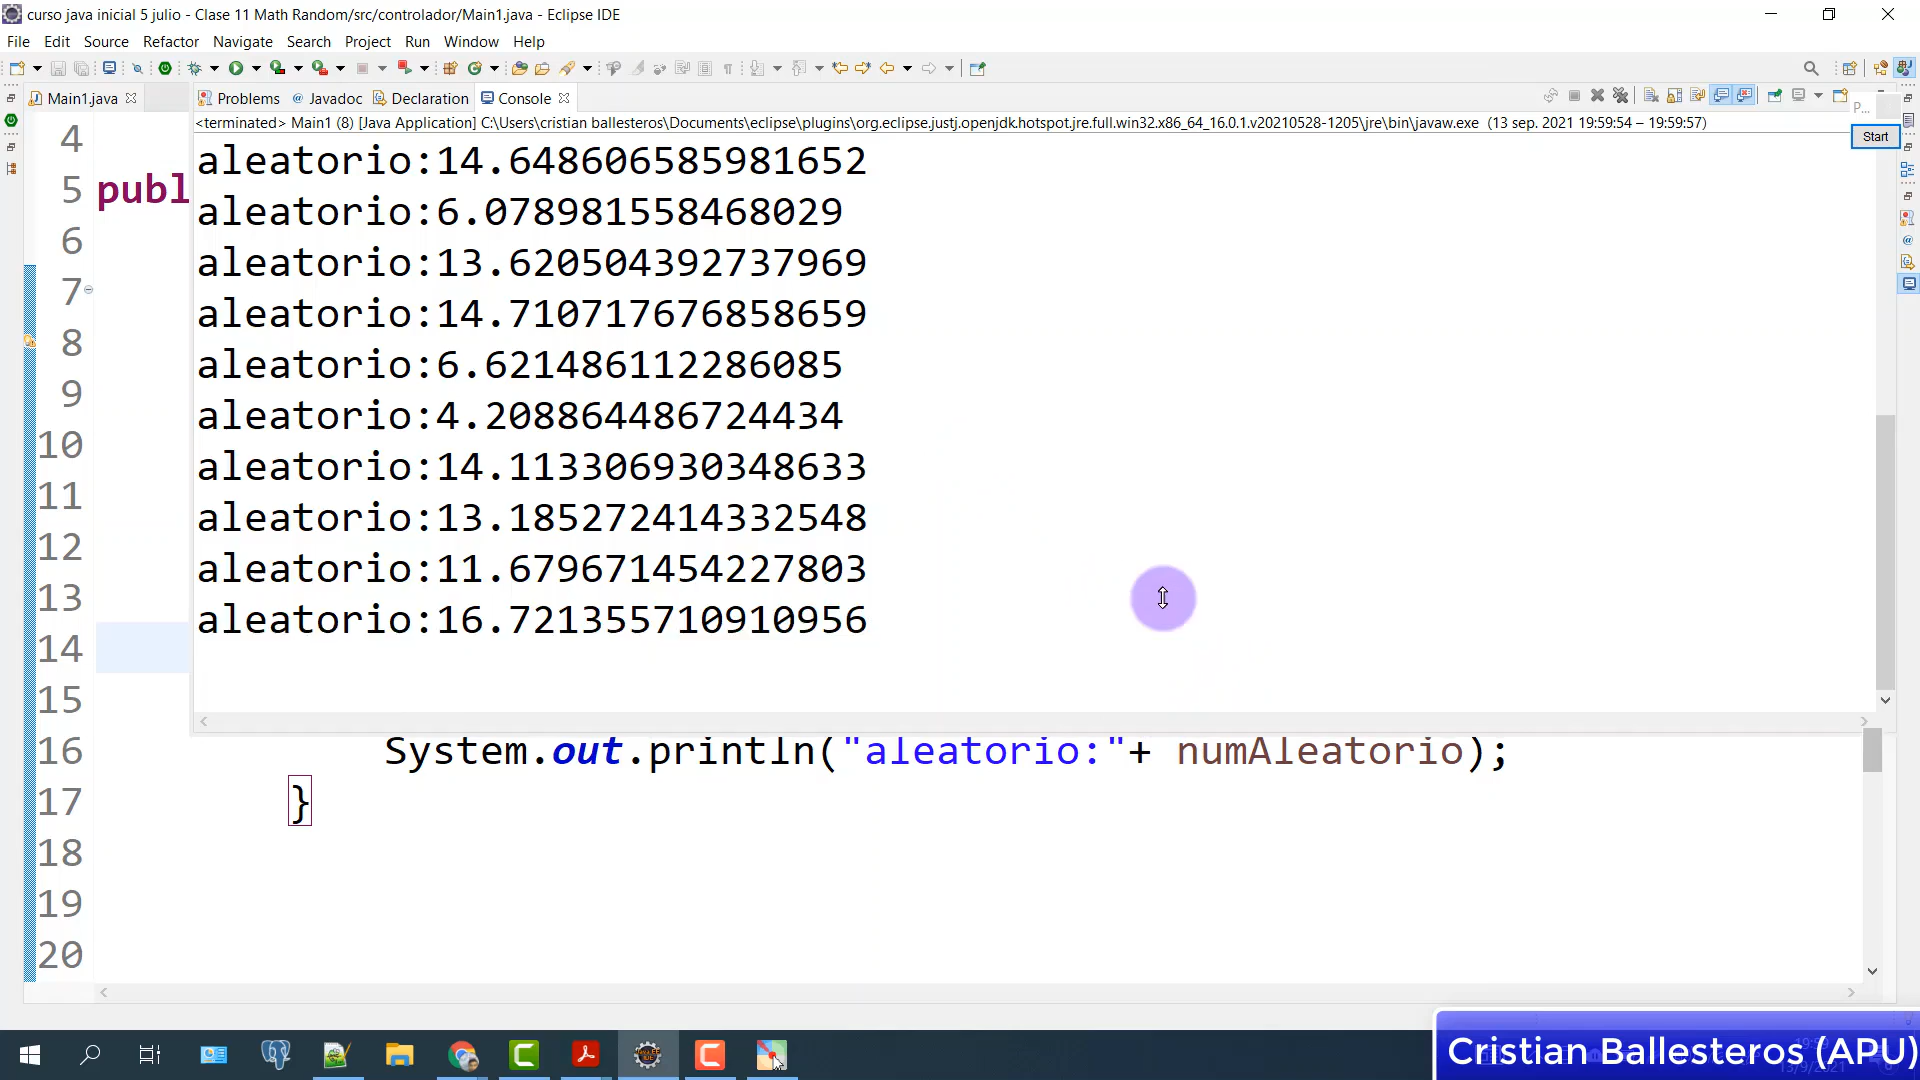 curso java inicial 5 julio - Clase 11 Math Random/src/controlador/Main1.java - Eclipse IDE
File Edit Source Refactor Navigate Search Project Run Window Help
Main1.java Problems Javadoc Declaration Console
P...
<terminated> Main1 (8) [Java Application] C:\Users\cristian ballesteros\Documents\eclipse\plugins\org.eclipse.justj.openjdk.hotspot.jre.full.win32.x86_64_16.0.1.v20210528-1205\jre\bin\javaw.exe (13 sep. 2021 19:59:54 – 19:59:57)
Start
4
aleatorio:14.648606585981652
5 publ
aleatorio:6.078981558468029
6
aleatorio:13.620504392737969
7
aleatorio:14.710717676858659
8
aleatorio:6.621486112286085
9
aleatorio:4.208864486724434
10
aleatorio:14.113306930348633
11
aleatorio:13.185272414332548
12
aleatorio:11.679671454227803
13
aleatorio:16.721355710910956
14
15
16 System.out.println("aleatorio:"+ numAleatorio);
17 }
18
19
20
Cristian Ballesteros (APU)